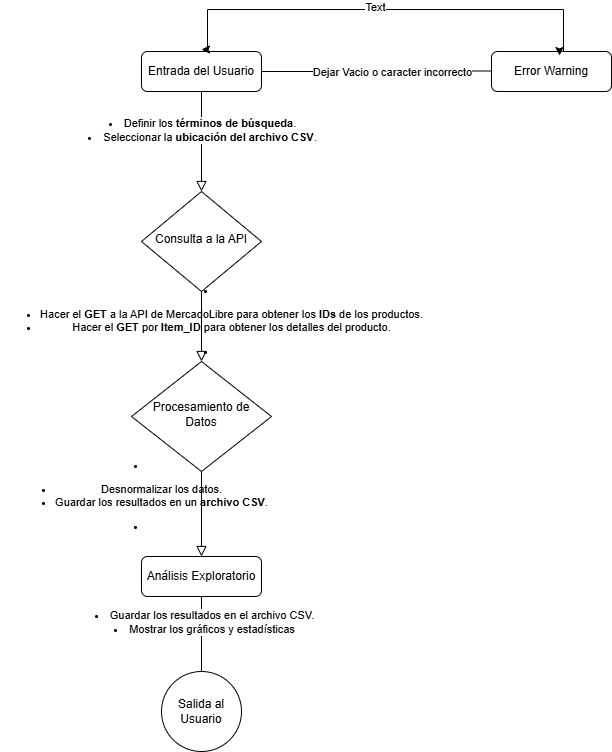 Text
Entrada del Usuario
Dejar Vacio o caracter incorrecto
Error Warning
• Definir los términos de búsqueda.
• Seleccionar la ubicación del archivo CSV.
Consulta a la API
•
• Hacer el GET a la API de MercadoLibre para obtener los IDs de los productos.
• Hacer el GET por Item_ID para obtener los detalles del producto.
•
Procesamiento de
Datos
•
• Desnormalizar los datos.
• Guardar los resultados en un archivo CSV.
•
Análisis Exploratorio
• Guardar los resultados en el archivo CSV.
• Mostrar los gráficos y estadísticas
Salida al
Usuario